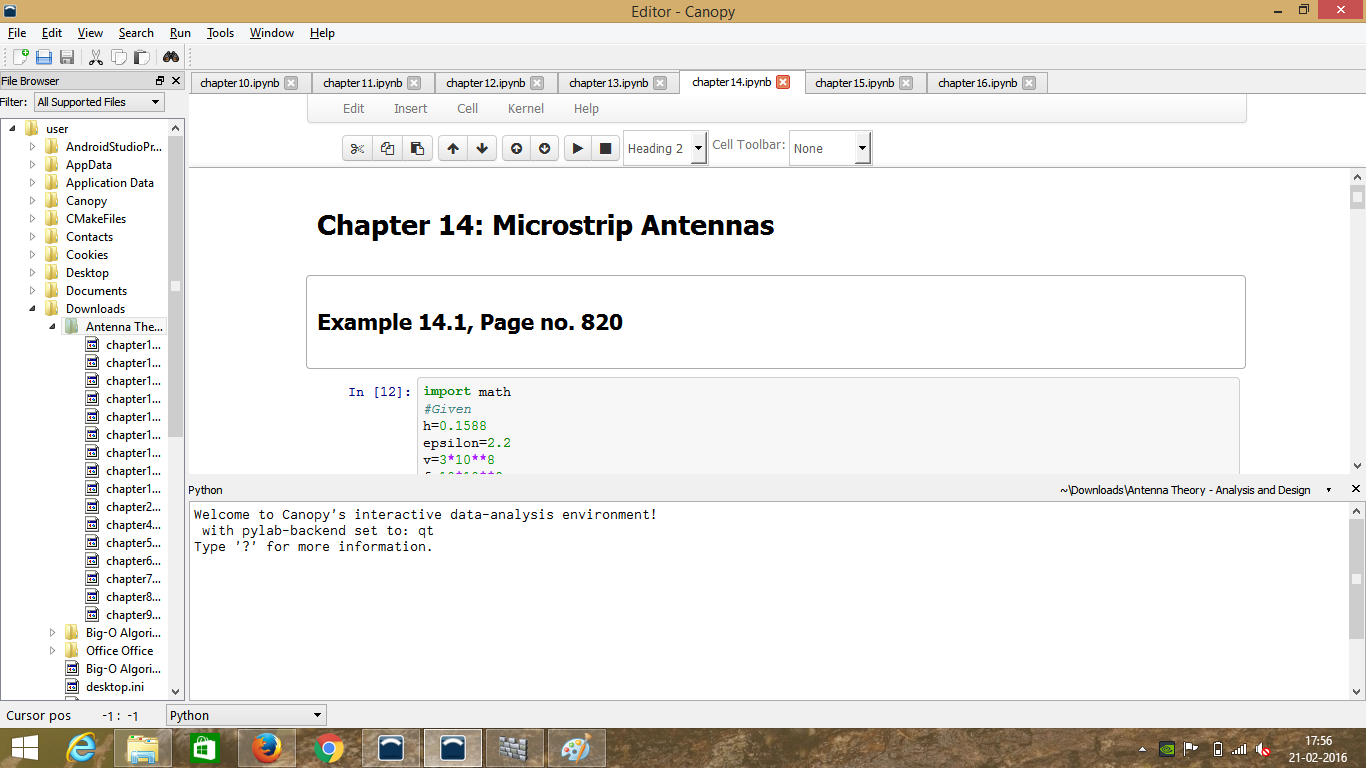 Editor - Canopy
File Edit View Search Run Tools Window Help
File Browser
Filter: All Supported Files
user
AndroidStudioPr...
AppData
Application Data
Canopy
CMakeFiles
Contacts
Cookies
Desktop
Documents
Downloads
Antenna The...
chapter1...
chapter1...
chapter1...
chapter1...
chapter1...
chapter1...
chapter1...
chapter1...
chapter1...
chapter2...
chapter4...
chapter5...
chapter6...
chapter7...
chapter8...
chapter9...
Big-O Algori...
Office Office
Big-O Algori...
desktop.ini
chapter10.ipynb chapter11.ipynb chapter12.ipynb chapter13.ipynb chapter14.ipynb chapter15.ipynb chapter16.ipynb
Edit Insert Cell Kernel Help
Heading 2 Cell Toolbar: None
Chapter 14: Microstrip Antennas
Example 14.1, Page no. 820
In [12]: import math
#Given
h=0.1588
epsilon=2.2
v=3*10**8
Python ~\Downloads\Antenna Theory - Analysis and Design
Welcome to Canopy's interactive data-analysis environment!
with pylab-backend set to: qt
Type '?' for more information.
Cursor pos -1 : -1 Python
17:56
21-02-2016